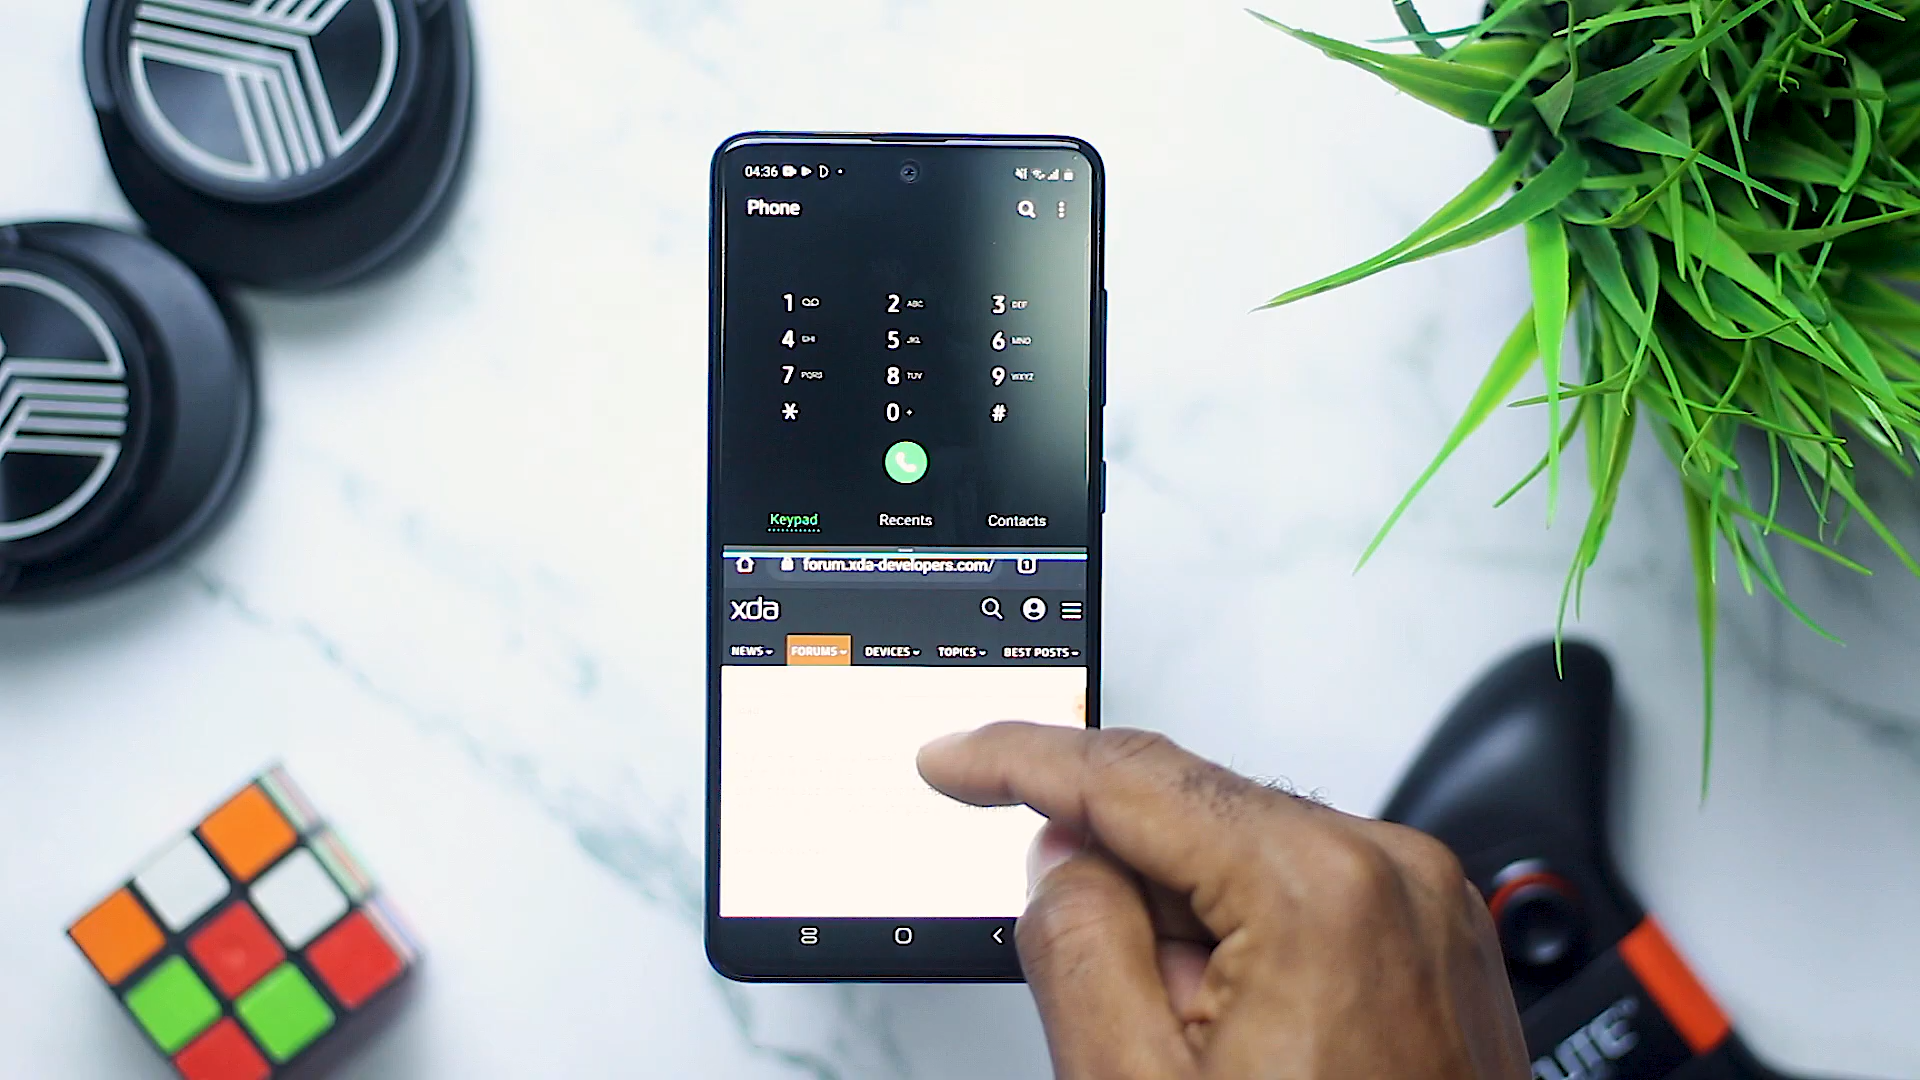 04:36
Phone
1 2 ABC 3 DEF
4 GHI 5 JKL 6 MNO
7 PQRS 8 TUV 9 WXYZ
* 0 + #
Keypad Recents Contacts
forum.xda-developers.com/ 1
xda
NEWS FORUMS DEVICES TOPICS BEST POSTS